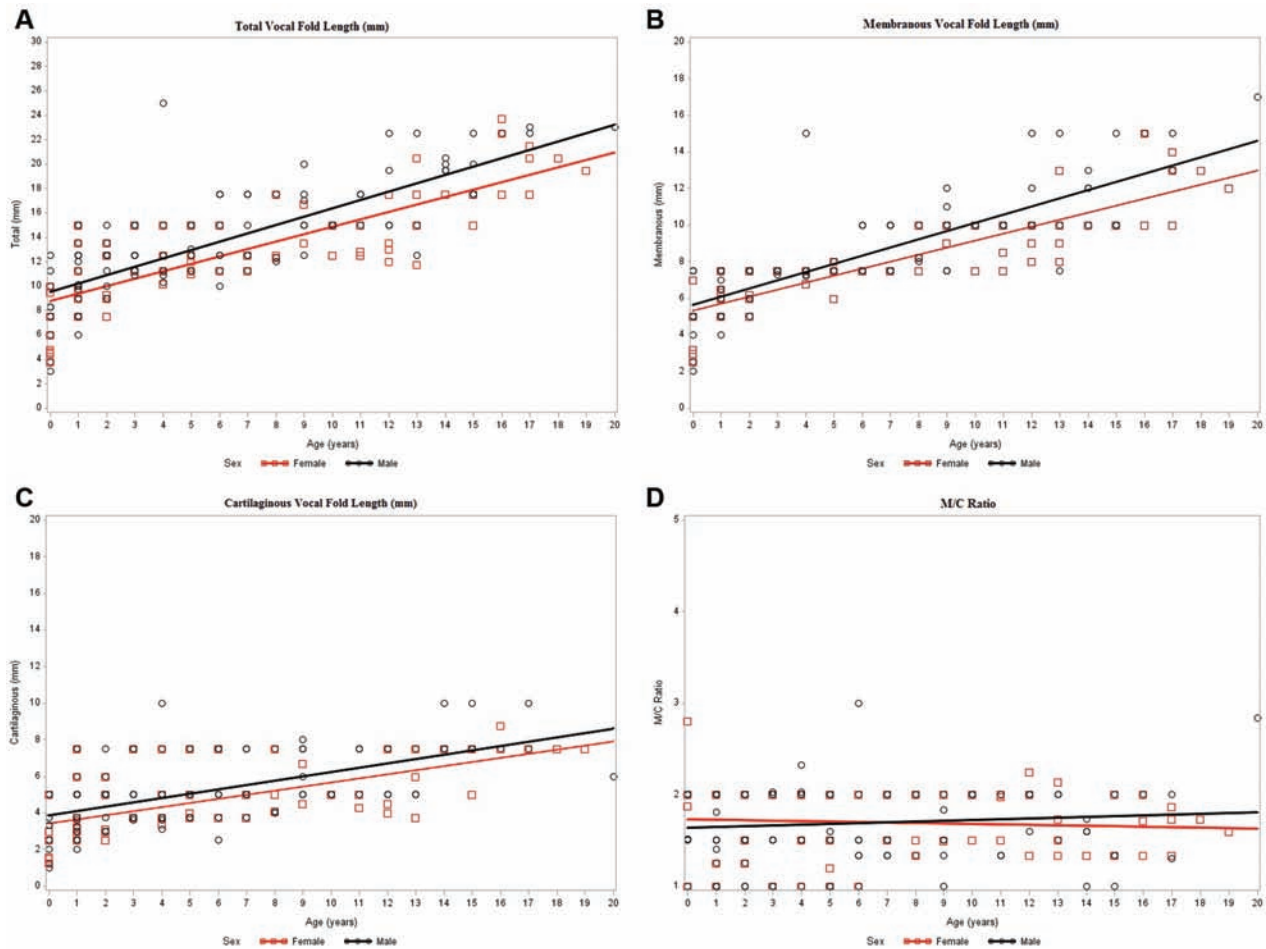 A
Total Vocal Fold Length (mm)
30
28
26
24
22
20
18
16
14
12
10
8
6
4
2
0
Total (mm)
0 1 2 3 4 5 6 7 8 9 10 11 12 13 14 15 16 17 18 19 20
Age (years)
Sex Female Male
B
Membranous Vocal Fold Length (mm)
20
18
16
14
12
10
8
6
4
2
0
Membranous (mm)
0 1 2 3 4 5 6 7 8 9 10 11 12 13 14 15 16 17 18 19 20
Age (years)
Sex Female Male
C
Cartilaginous Vocal Fold Length (mm)
20
18
16
14
12
10
8
6
4
2
0
Cartilaginous (mm)
0 1 2 3 4 5 6 7 8 9 10 11 12 13 14 15 16 17 18 19 20
Age (years)
Sex Female Male
D
M/C Ratio
5
4
3
2
1
M/C Ratio
0 1 2 3 4 5 6 7 8 9 10 11 12 13 14 15 16 17 18 19 20
Age (years)
Sex Female Male